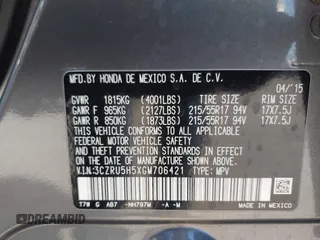 MFD.BY HONDA DE MEXICO S.A. DE C.V.
04/'15
GVWR 1815KG (4001LBS) TIRE SIZE RIM SIZE
GAWR F 965KG (2127LBS) 215/55R17 94V 17X7.5J
GAWR R 850KG (1873LBS) 215/55R17 94V 17X7.5J
THIS VEHICLE CONFORMS TO ALL APPLICABLE
FEDERAL MOTOR VEHICLE SAFETY AND
THEFT PREVENTION STANDARDS IN EFFECT ON
THE DATE OF MANUFACTURE SHOWN ABOVE.
V.I.N:3CZRU5H5XGM706421 TYPE: MPV
T7W G AB7 -NH797M -A -M
DREAMBID